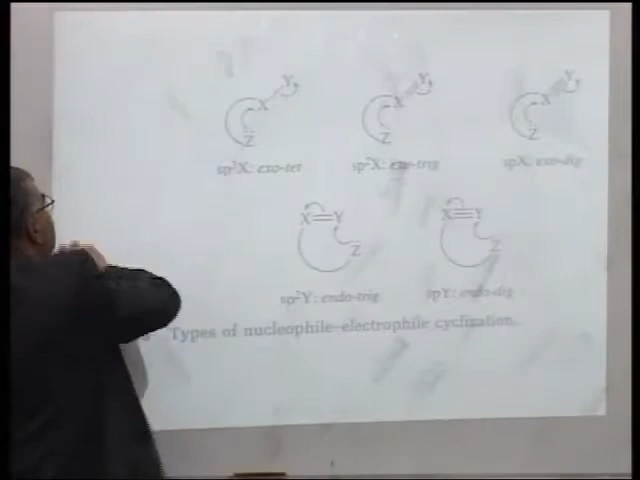 X Y X Y X Y
Z Z Z
sp³X: exo-tet sp²X: exo-trig spX: exo-dig
X=Y X≡Y
Z Z
sp²Y: endo-trig spY: endo-dig
Types of nucleophile–electrophile cyclization.